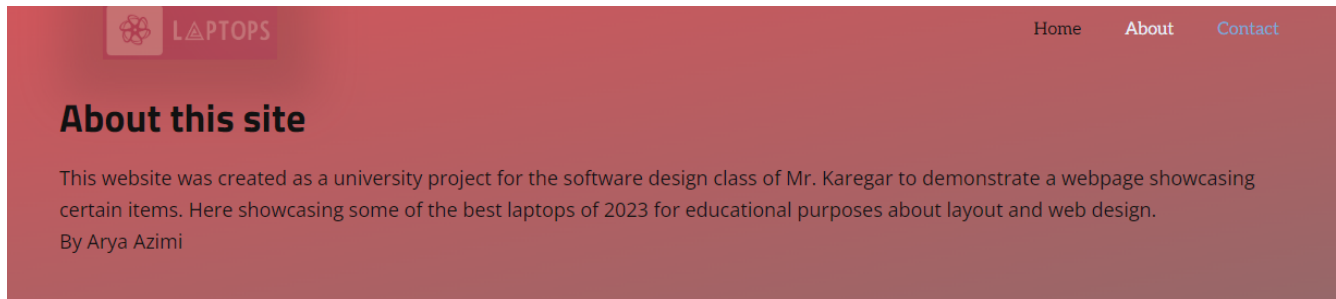 LAPTOPS
Home About Contact
About this site
This website was created as a university project for the software design class of Mr. Karegar to demonstrate a webpage showcasing
certain items. Here showcasing some of the best laptops of 2023 for educational purposes about layout and web design.
By Arya Azimi